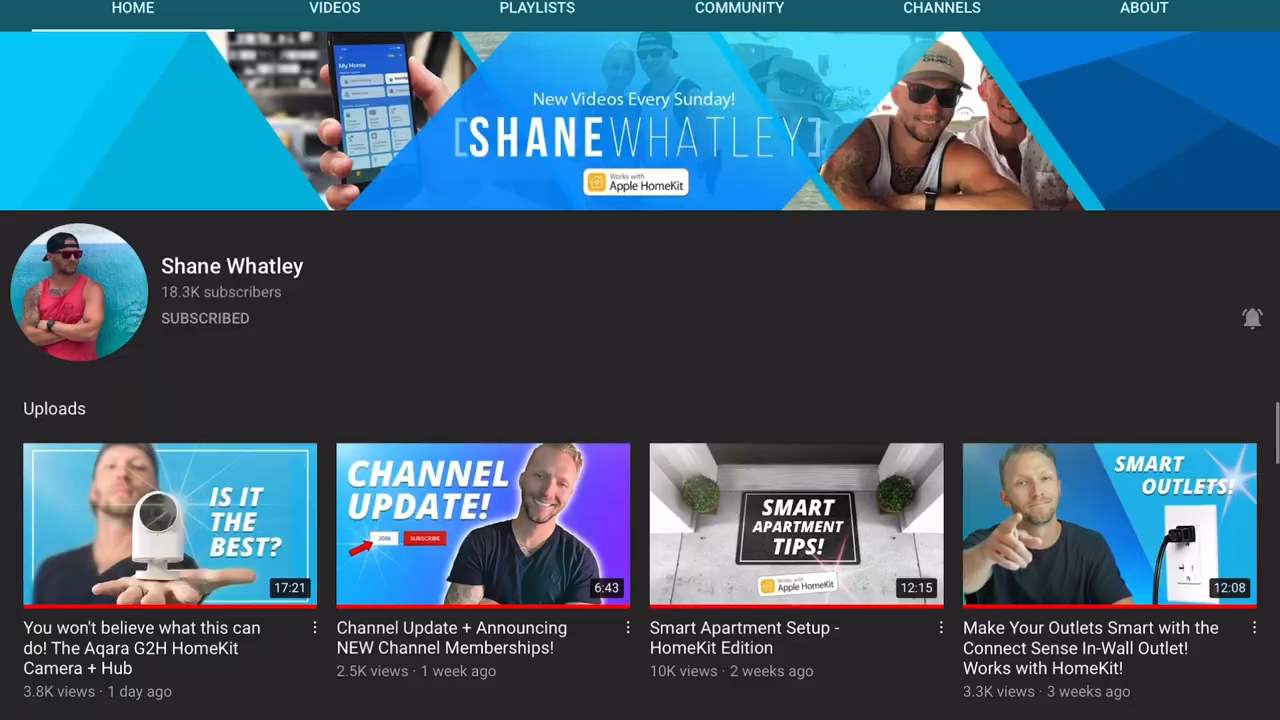 HOME
VIDEOS
PLAYLISTS
COMMUNITY
CHANNELS
ABOUT
My Home
New Videos Every Sunday!
[SHANEWHATLEY]
Works with
Apple HomeKit
Shane Whatley
18.3K subscribers
SUBSCRIBED
Uploads
IS IT
THE
BEST?
17:21
CHANNEL
UPDATE!
JOIN
SUBSCRIBE
6:43
SMART
APARTMENT
TIPS!
Works with
Apple HomeKit
12:15
SMART
OUTLETS!
12:08
You won't believe what this can
do! The Aqara G2H HomeKit
Camera + Hub
3.8K views · 1 day ago
Channel Update + Announcing
NEW Channel Memberships!
2.5K views · 1 week ago
Smart Apartment Setup -
HomeKit Edition
10K views · 2 weeks ago
Make Your Outlets Smart with the
Connect Sense In-Wall Outlet!
Works with HomeKit!
3.3K views · 3 weeks ago